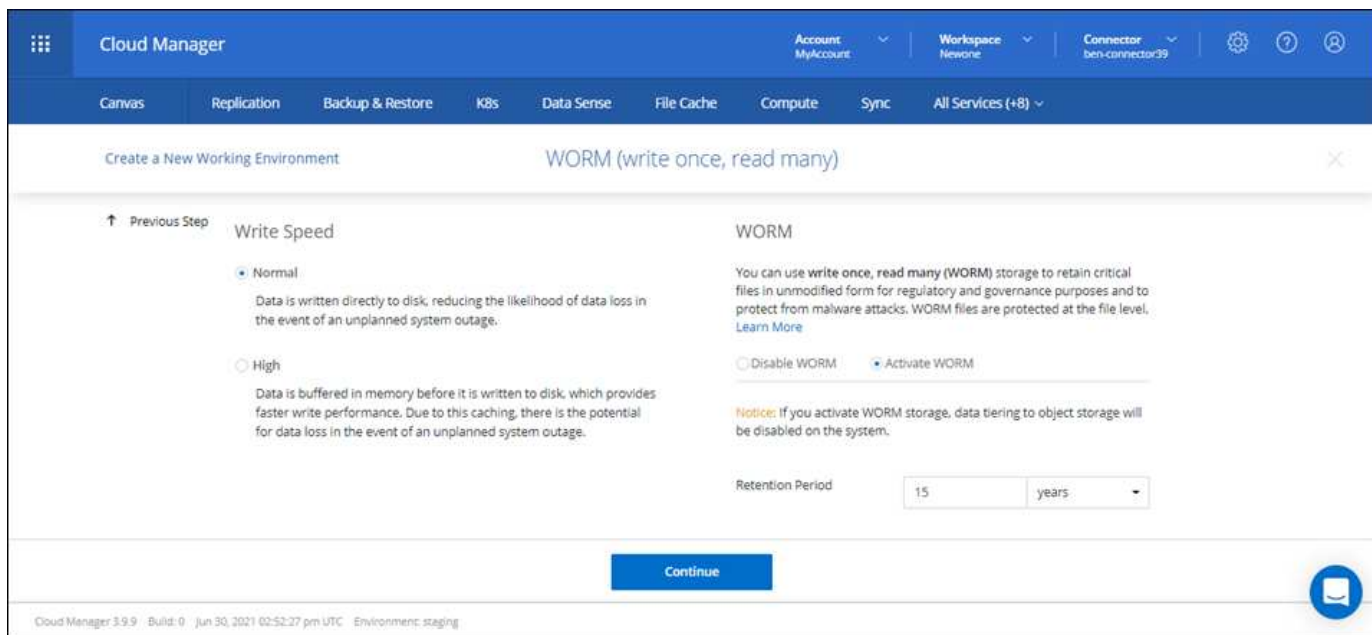 Cloud Manager
Account
MyAccount
Workspace
Newone
Connector
ben-connector39
Canvas
Replication
Backup & Restore
K8s
Data Sense
File Cache
Compute
Sync
All Services (+8)
Create a New Working Environment
WORM (write once, read many)
↑ Previous Step
Write Speed
Normal
Data is written directly to disk, reducing the likelihood of data loss in
the event of an unplanned system outage.
High
Data is buffered in memory before it is written to disk, which provides
faster write performance. Due to this caching, there is the potential
for data loss in the event of an unplanned system outage.
WORM
You can use write once, read many (WORM) storage to retain critical
files in unmodified form for regulatory and governance purposes and to
protect from malware attacks. WORM files are protected at the file level.
Learn More
Disable WORM
Activate WORM
Notice: If you activate WORM storage, data tiering to object storage will
be disabled on the system.
Retention Period
15
years
Continue
Cloud Manager 3.9.9 Build: 0 Jun 30, 2021 02:52:27 pm UTC Environment: staging